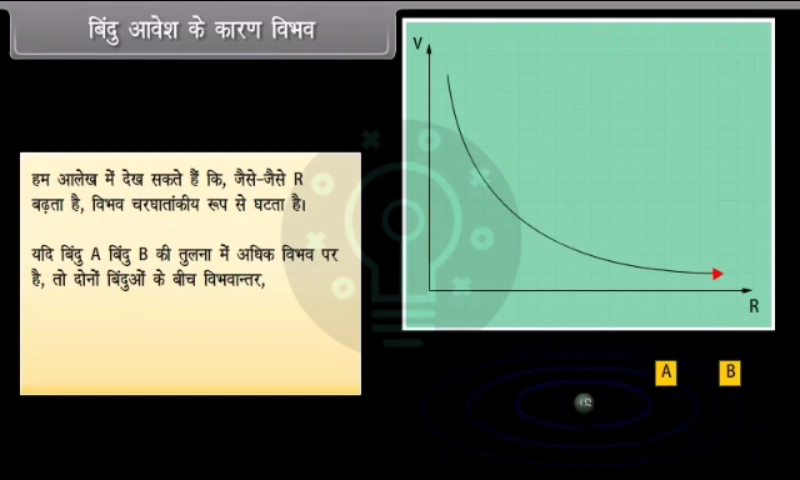 बिंदु आवेश के कारण विभव
हम आलेख में देख सकते हैं कि, जैसे-जैसे R
बढ़ता है, विभव चरघातांकीय रूप से घटता है।
यदि बिंदु A बिंदु B की तुलना में अधिक विभव पर
है, तो दोनों बिंदुओं के बीच विभवान्तर,
V
R
A
B